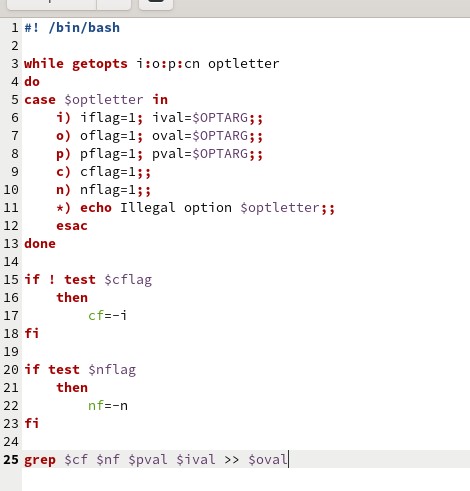 1 #! /bin/bash
2
3 while getopts i:o:p:cn optletter
4 do
5 case $optletter in
6     i) iflag=1; ival=$OPTARG;;
7     o) oflag=1; oval=$OPTARG;;
8     p) pflag=1; pval=$OPTARG;;
9     c) cflag=1;;
10     n) nflag=1;;
11     *) echo Illegal option $optletter;;
12     esac
13 done
14
15 if ! test $cflag
16     then
17         cf=-i
18 fi
19
20 if test $nflag
21     then
22         nf=-n
23 fi
24
25 grep $cf $nf $pval $ival >> $oval